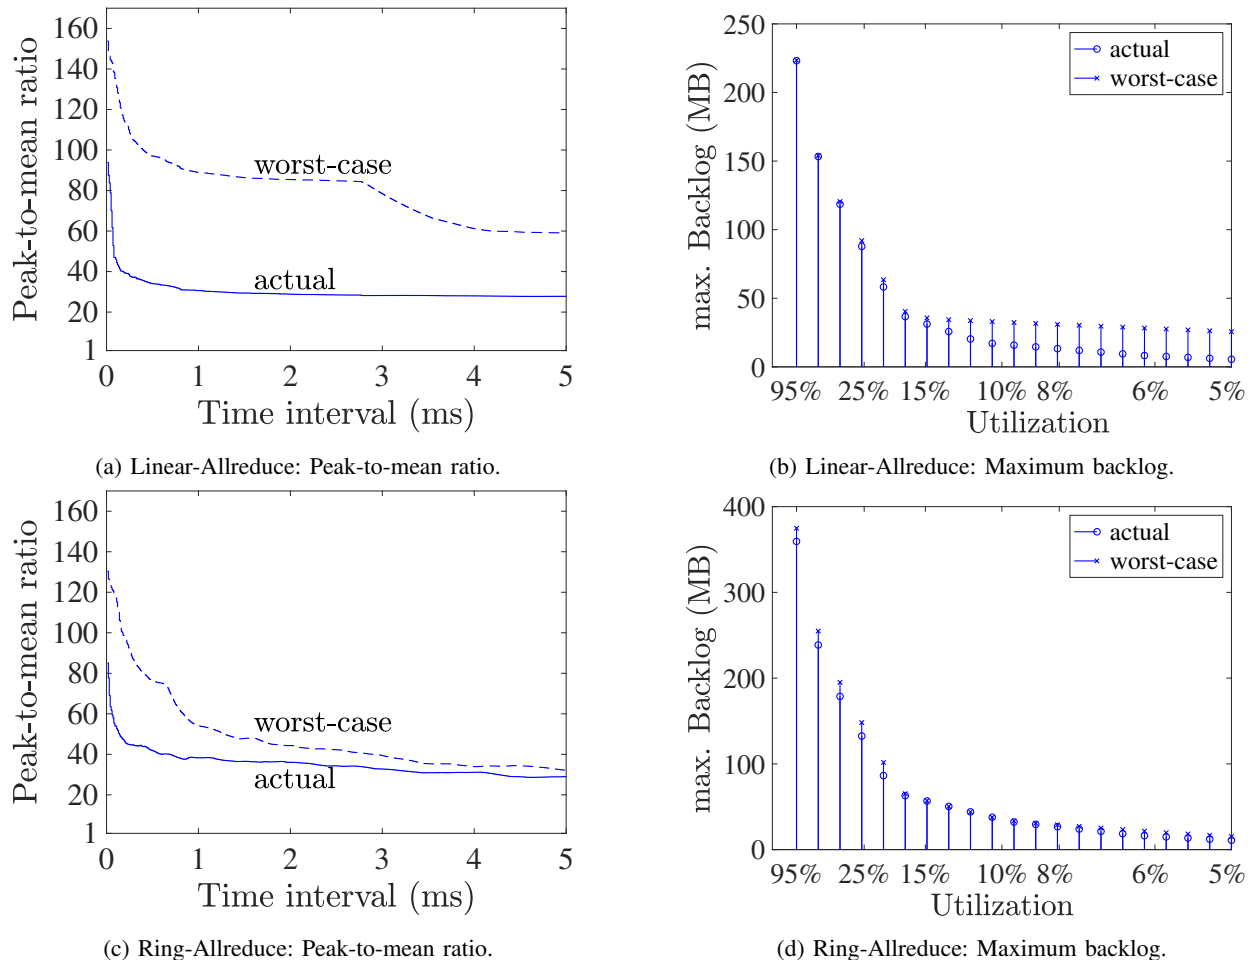 160
140
120
100
80
60
40
20
1
Peak-to-mean ratio
worst-case
actual
0 1 2 3 4 5
Time interval (ms)
(a) Linear-Allreduce: Peak-to-mean ratio.
250
200
150
100
50
0
max. Backlog (MB)
actual
worst-case
95% 25% 15% 10% 8% 6% 5%
Utilization
(b) Linear-Allreduce: Maximum backlog.
160
140
120
100
80
60
40
20
1
Peak-to-mean ratio
worst-case
actual
0 1 2 3 4 5
Time interval (ms)
(c) Ring-Allreduce: Peak-to-mean ratio.
400
300
200
100
0
max. Backlog (MB)
actual
worst-case
95% 25% 15% 10% 8% 6% 5%
Utilization
(d) Ring-Allreduce: Maximum backlog.